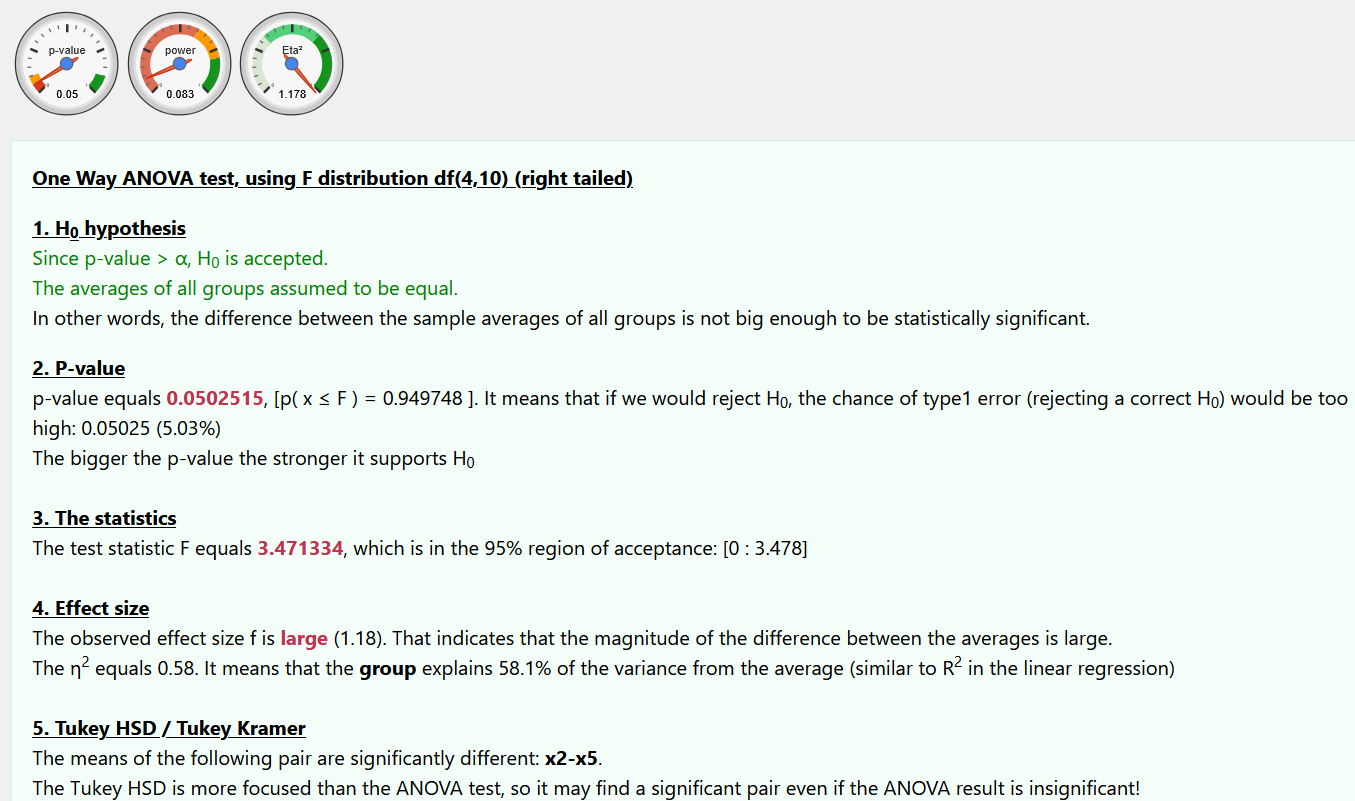 p-value power Eta²
0.05 0.083 1.178
One Way ANOVA test, using F distribution df(4,10) (right tailed)
1. H₀ hypothesis
Since p-value > α, H₀ is accepted.
The averages of all groups assumed to be equal.
In other words, the difference between the sample averages of all groups is not big enough to be statistically significant.
2. P-value
p-value equals 0.0502515, [p( x ≤ F ) = 0.949748 ]. It means that if we would reject H₀, the chance of type1 error (rejecting a correct H₀) would be too
high: 0.05025 (5.03%)
The bigger the p-value the stronger it supports H₀
3. The statistics
The test statistic F equals 3.471334, which is in the 95% region of acceptance: [0 : 3.478]
4. Effect size
The observed effect size f is large (1.18). That indicates that the magnitude of the difference between the averages is large.
The η² equals 0.58. It means that the group explains 58.1% of the variance from the average (similar to R² in the linear regression)
5. Tukey HSD / Tukey Kramer
The means of the following pair are significantly different: x2-x5.
The Tukey HSD is more focused than the ANOVA test, so it may find a significant pair even if the ANOVA result is insignificant!